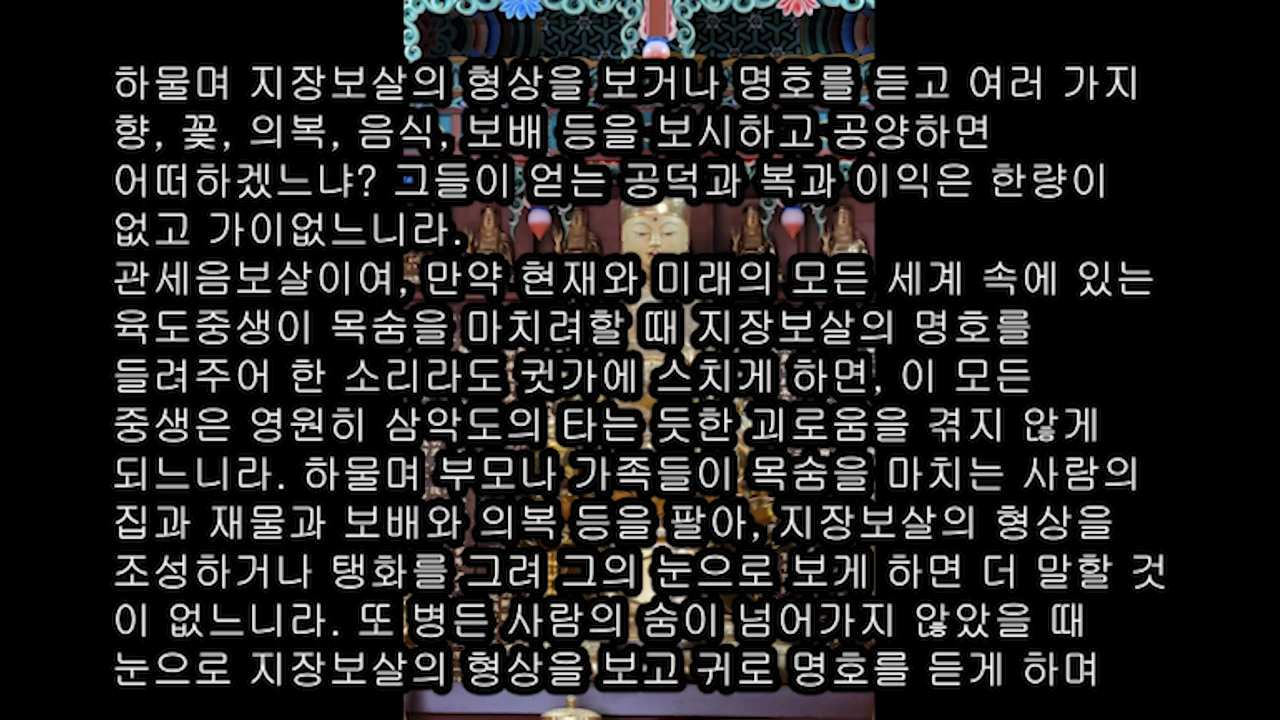 하물며 지장보살의 형상을 보거나 명호를 듣고 여러 가지
향, 꽃, 의복, 음식, 보배 등을 보시하고 공양하면
어떠하겠느냐? 그들이 얻는 공덕과 복과 이익은 한량이
없고 가이없느니라.
관세음보살이여, 만약 현재와 미래의 모든 세계 속에 있는
육도중생이 목숨을 마치려할 때 지장보살의 명호를
들려주어 한 소리라도 귓가에 스치게 하면, 이 모든
중생은 영원히 삼악도의 타는 듯한 괴로움을 겪지 않게
되느니라. 하물며 부모나 가족들이 목숨을 마치는 사람의
집과 재물과 보배와 의복 등을 팔아, 지장보살의 형상을
조성하거나 탱화를 그려 그의 눈으로 보게 하면 더 말할 것
이 없느니라. 또 병든 사람의 숨이 넘어가지 않았을 때
눈으로 지장보살의 형상을 보고 귀로 명호를 듣게 하며